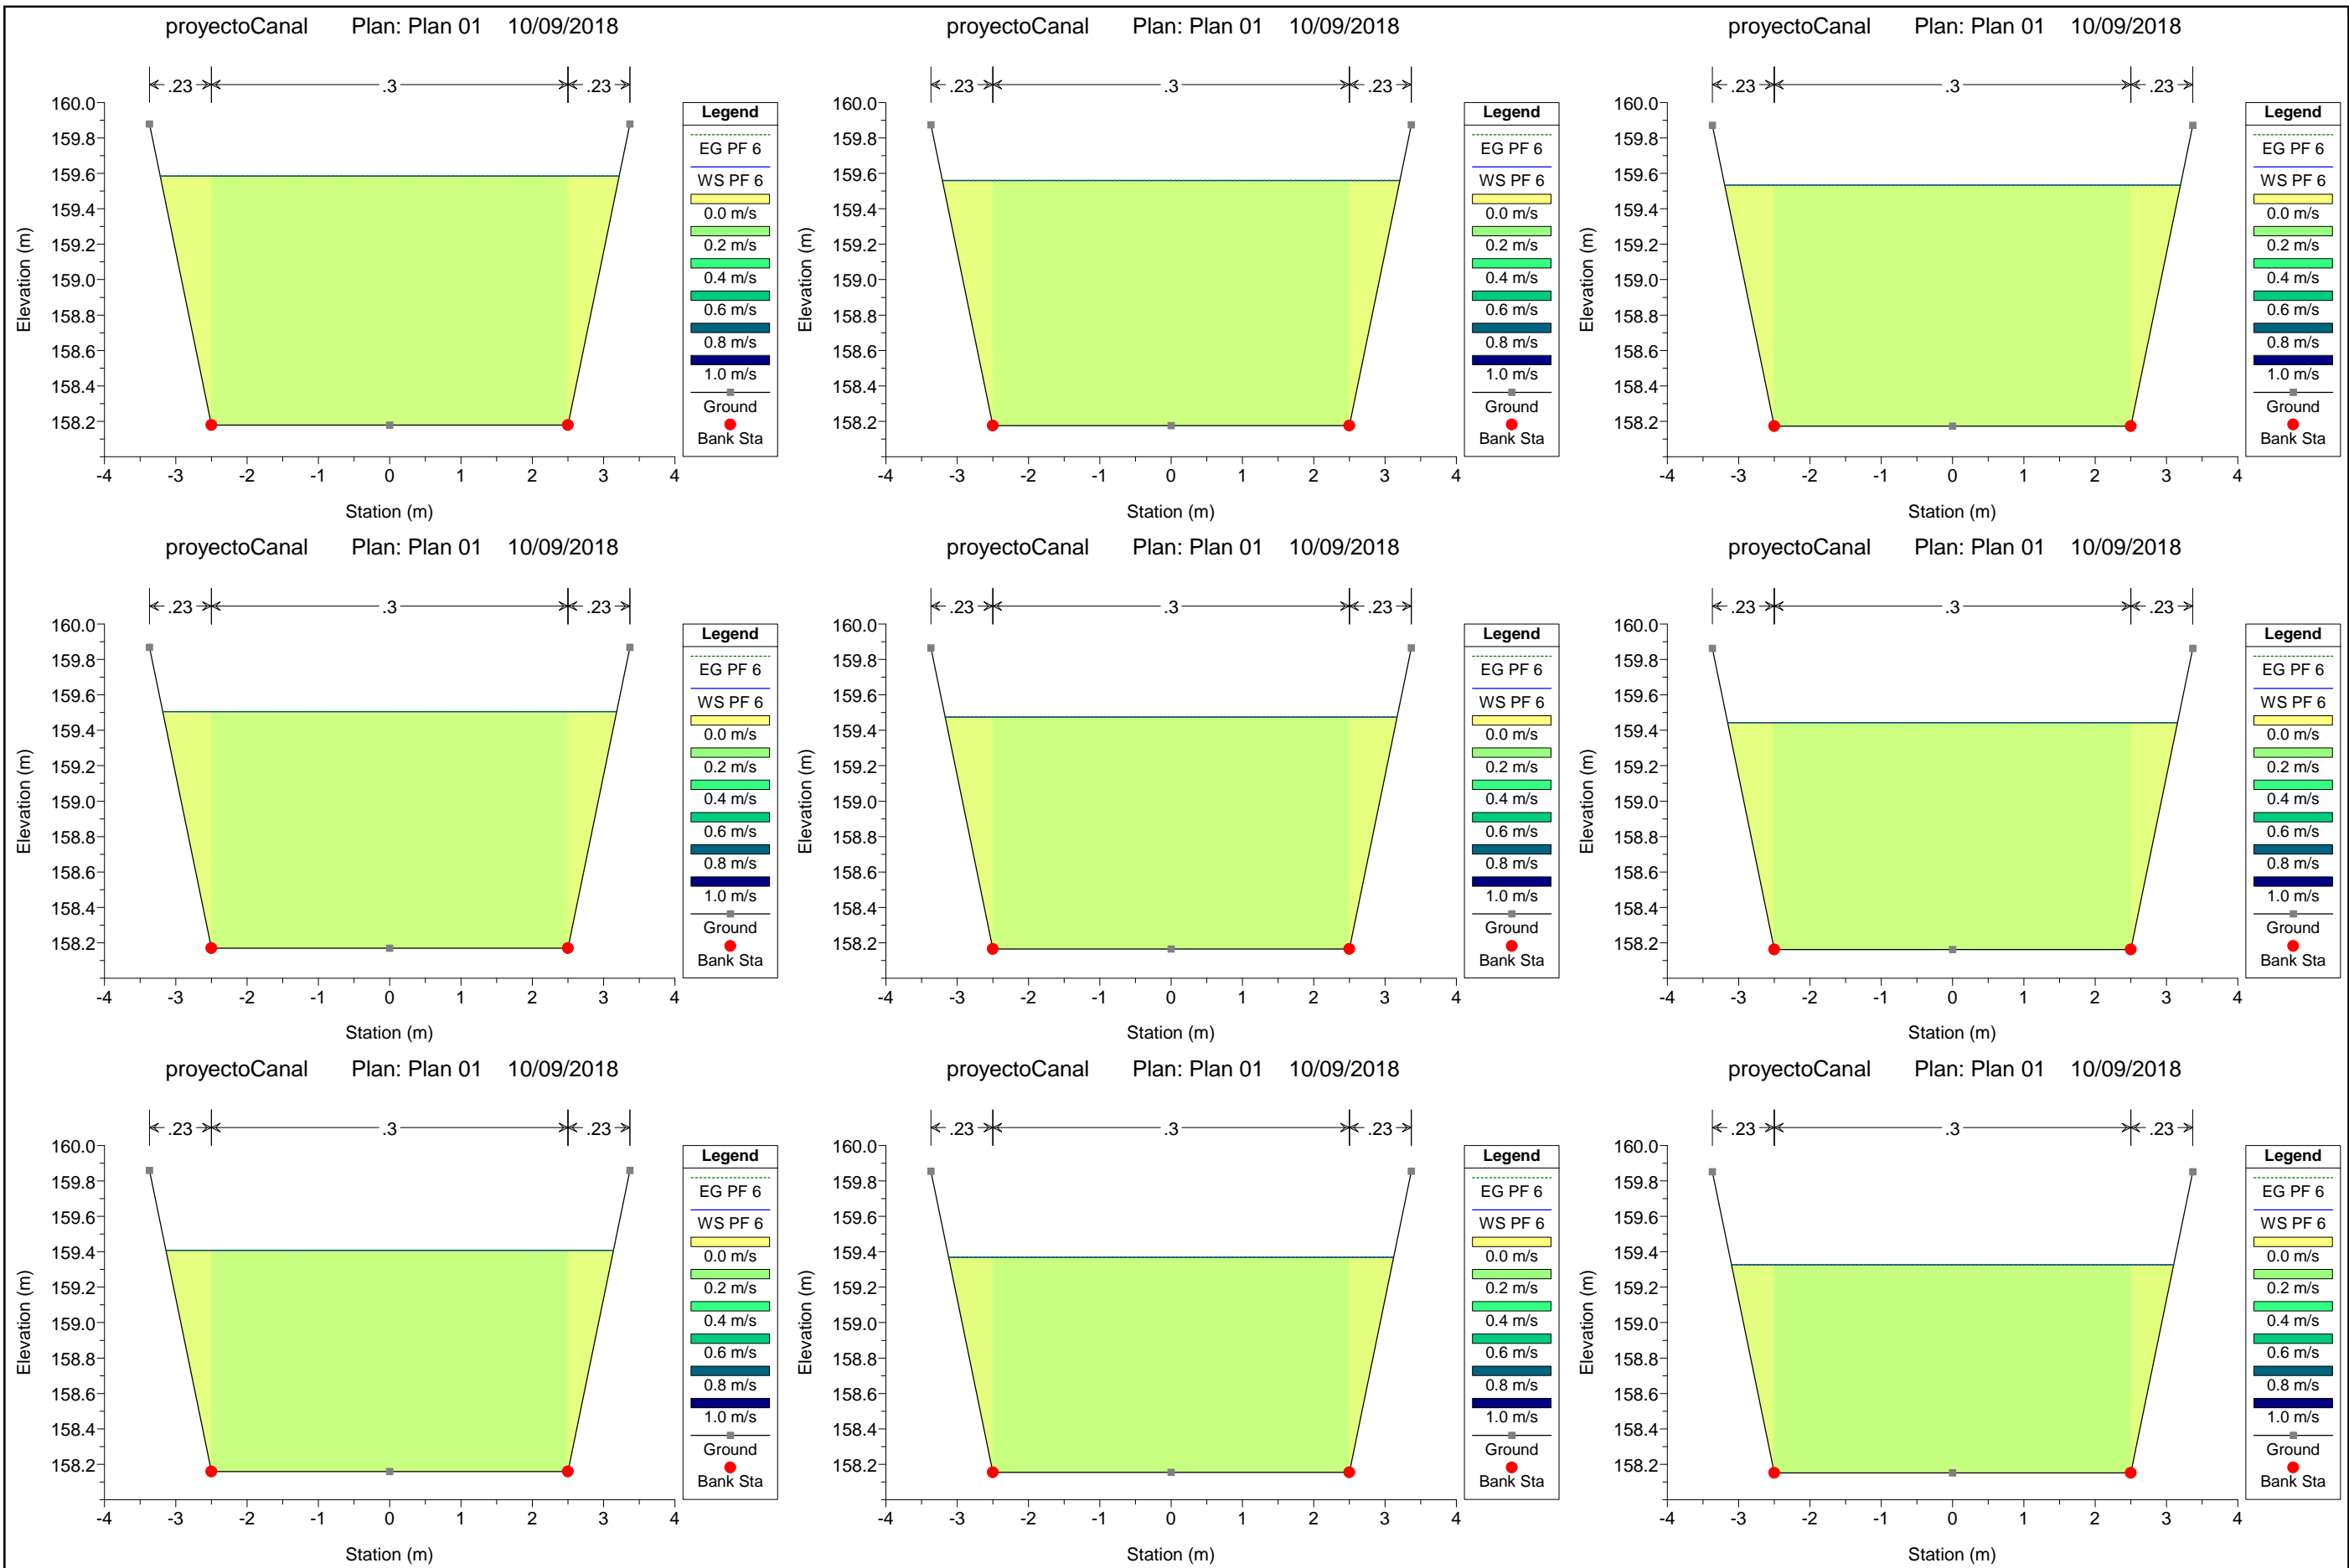 proyectoCanal Plan: Plan 01 10/09/2018
.23 .3 .23
Elevation (m)
160.0
159.8
159.6
159.4
159.2
159.0
158.8
158.6
158.4
158.2
-4 -3 -2 -1 0 1 2 3 4
Station (m)
Legend
EG PF 6
WS PF 6
0.0 m/s
0.2 m/s
0.4 m/s
0.6 m/s
0.8 m/s
1.0 m/s
Ground
Bank Sta
proyectoCanal Plan: Plan 01 10/09/2018
.23 .3 .23
Elevation (m)
160.0
159.8
159.6
159.4
159.2
159.0
158.8
158.6
158.4
158.2
-4 -3 -2 -1 0 1 2 3 4
Station (m)
Legend
EG PF 6
WS PF 6
0.0 m/s
0.2 m/s
0.4 m/s
0.6 m/s
0.8 m/s
1.0 m/s
Ground
Bank Sta
proyectoCanal Plan: Plan 01 10/09/2018
.23 .3 .23
Elevation (m)
160.0
159.8
159.6
159.4
159.2
159.0
158.8
158.6
158.4
158.2
-4 -3 -2 -1 0 1 2 3 4
Station (m)
Legend
EG PF 6
WS PF 6
0.0 m/s
0.2 m/s
0.4 m/s
0.6 m/s
0.8 m/s
1.0 m/s
Ground
Bank Sta
proyectoCanal Plan: Plan 01 10/09/2018
.23 .3 .23
Elevation (m)
160.0
159.8
159.6
159.4
159.2
159.0
158.8
158.6
158.4
158.2
-4 -3 -2 -1 0 1 2 3 4
Station (m)
Legend
EG PF 6
WS PF 6
0.0 m/s
0.2 m/s
0.4 m/s
0.6 m/s
0.8 m/s
1.0 m/s
Ground
Bank Sta
proyectoCanal Plan: Plan 01 10/09/2018
.23 .3 .23
Elevation (m)
160.0
159.8
159.6
159.4
159.2
159.0
158.8
158.6
158.4
158.2
-4 -3 -2 -1 0 1 2 3 4
Station (m)
Legend
EG PF 6
WS PF 6
0.0 m/s
0.2 m/s
0.4 m/s
0.6 m/s
0.8 m/s
1.0 m/s
Ground
Bank Sta
proyectoCanal Plan: Plan 01 10/09/2018
.23 .3 .23
Elevation (m)
160.0
159.8
159.6
159.4
159.2
159.0
158.8
158.6
158.4
158.2
-4 -3 -2 -1 0 1 2 3 4
Station (m)
Legend
EG PF 6
WS PF 6
0.0 m/s
0.2 m/s
0.4 m/s
0.6 m/s
0.8 m/s
1.0 m/s
Ground
Bank Sta
proyectoCanal Plan: Plan 01 10/09/2018
.23 .3 .23
Elevation (m)
160.0
159.8
159.6
159.4
159.2
159.0
158.8
158.6
158.4
158.2
-4 -3 -2 -1 0 1 2 3 4
Station (m)
Legend
EG PF 6
WS PF 6
0.0 m/s
0.2 m/s
0.4 m/s
0.6 m/s
0.8 m/s
1.0 m/s
Ground
Bank Sta
proyectoCanal Plan: Plan 01 10/09/2018
.23 .3 .23
Elevation (m)
160.0
159.8
159.6
159.4
159.2
159.0
158.8
158.6
158.4
158.2
-4 -3 -2 -1 0 1 2 3 4
Station (m)
Legend
EG PF 6
WS PF 6
0.0 m/s
0.2 m/s
0.4 m/s
0.6 m/s
0.8 m/s
1.0 m/s
Ground
Bank Sta
proyectoCanal Plan: Plan 01 10/09/2018
.23 .3 .23
Elevation (m)
160.0
159.8
159.6
159.4
159.2
159.0
158.8
158.6
158.4
158.2
-4 -3 -2 -1 0 1 2 3 4
Station (m)
Legend
EG PF 6
WS PF 6
0.0 m/s
0.2 m/s
0.4 m/s
0.6 m/s
0.8 m/s
1.0 m/s
Ground
Bank Sta